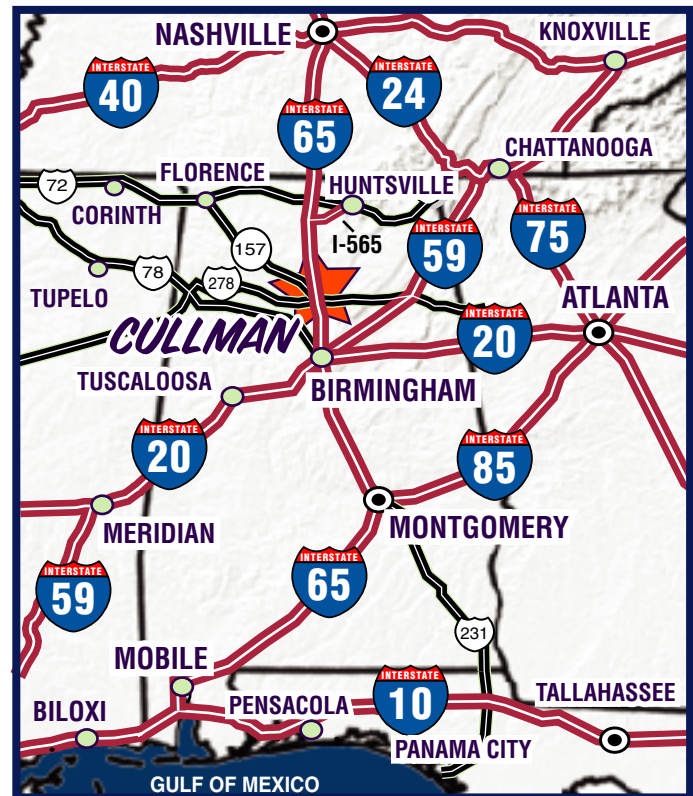 NASHVILLE
KNOXVILLE
INTERSTATE
40
INTERSTATE
65
INTERSTATE
24
CHATTANOOGA
72
CORINTH
FLORENCE
HUNTSVILLE
I-565
157
INTERSTATE
59
INTERSTATE
75
TUPELO
78
278
ATLANTA
CULLMAN
INTERSTATE
20
TUSCALOOSA
BIRMINGHAM
INTERSTATE
20
INTERSTATE
85
MERIDIAN
MONTGOMERY
INTERSTATE
59
INTERSTATE
65
231
MOBILE
BILOXI
PENSACOLA
INTERSTATE
10
TALLAHASSEE
PANAMA CITY
GULF OF MEXICO